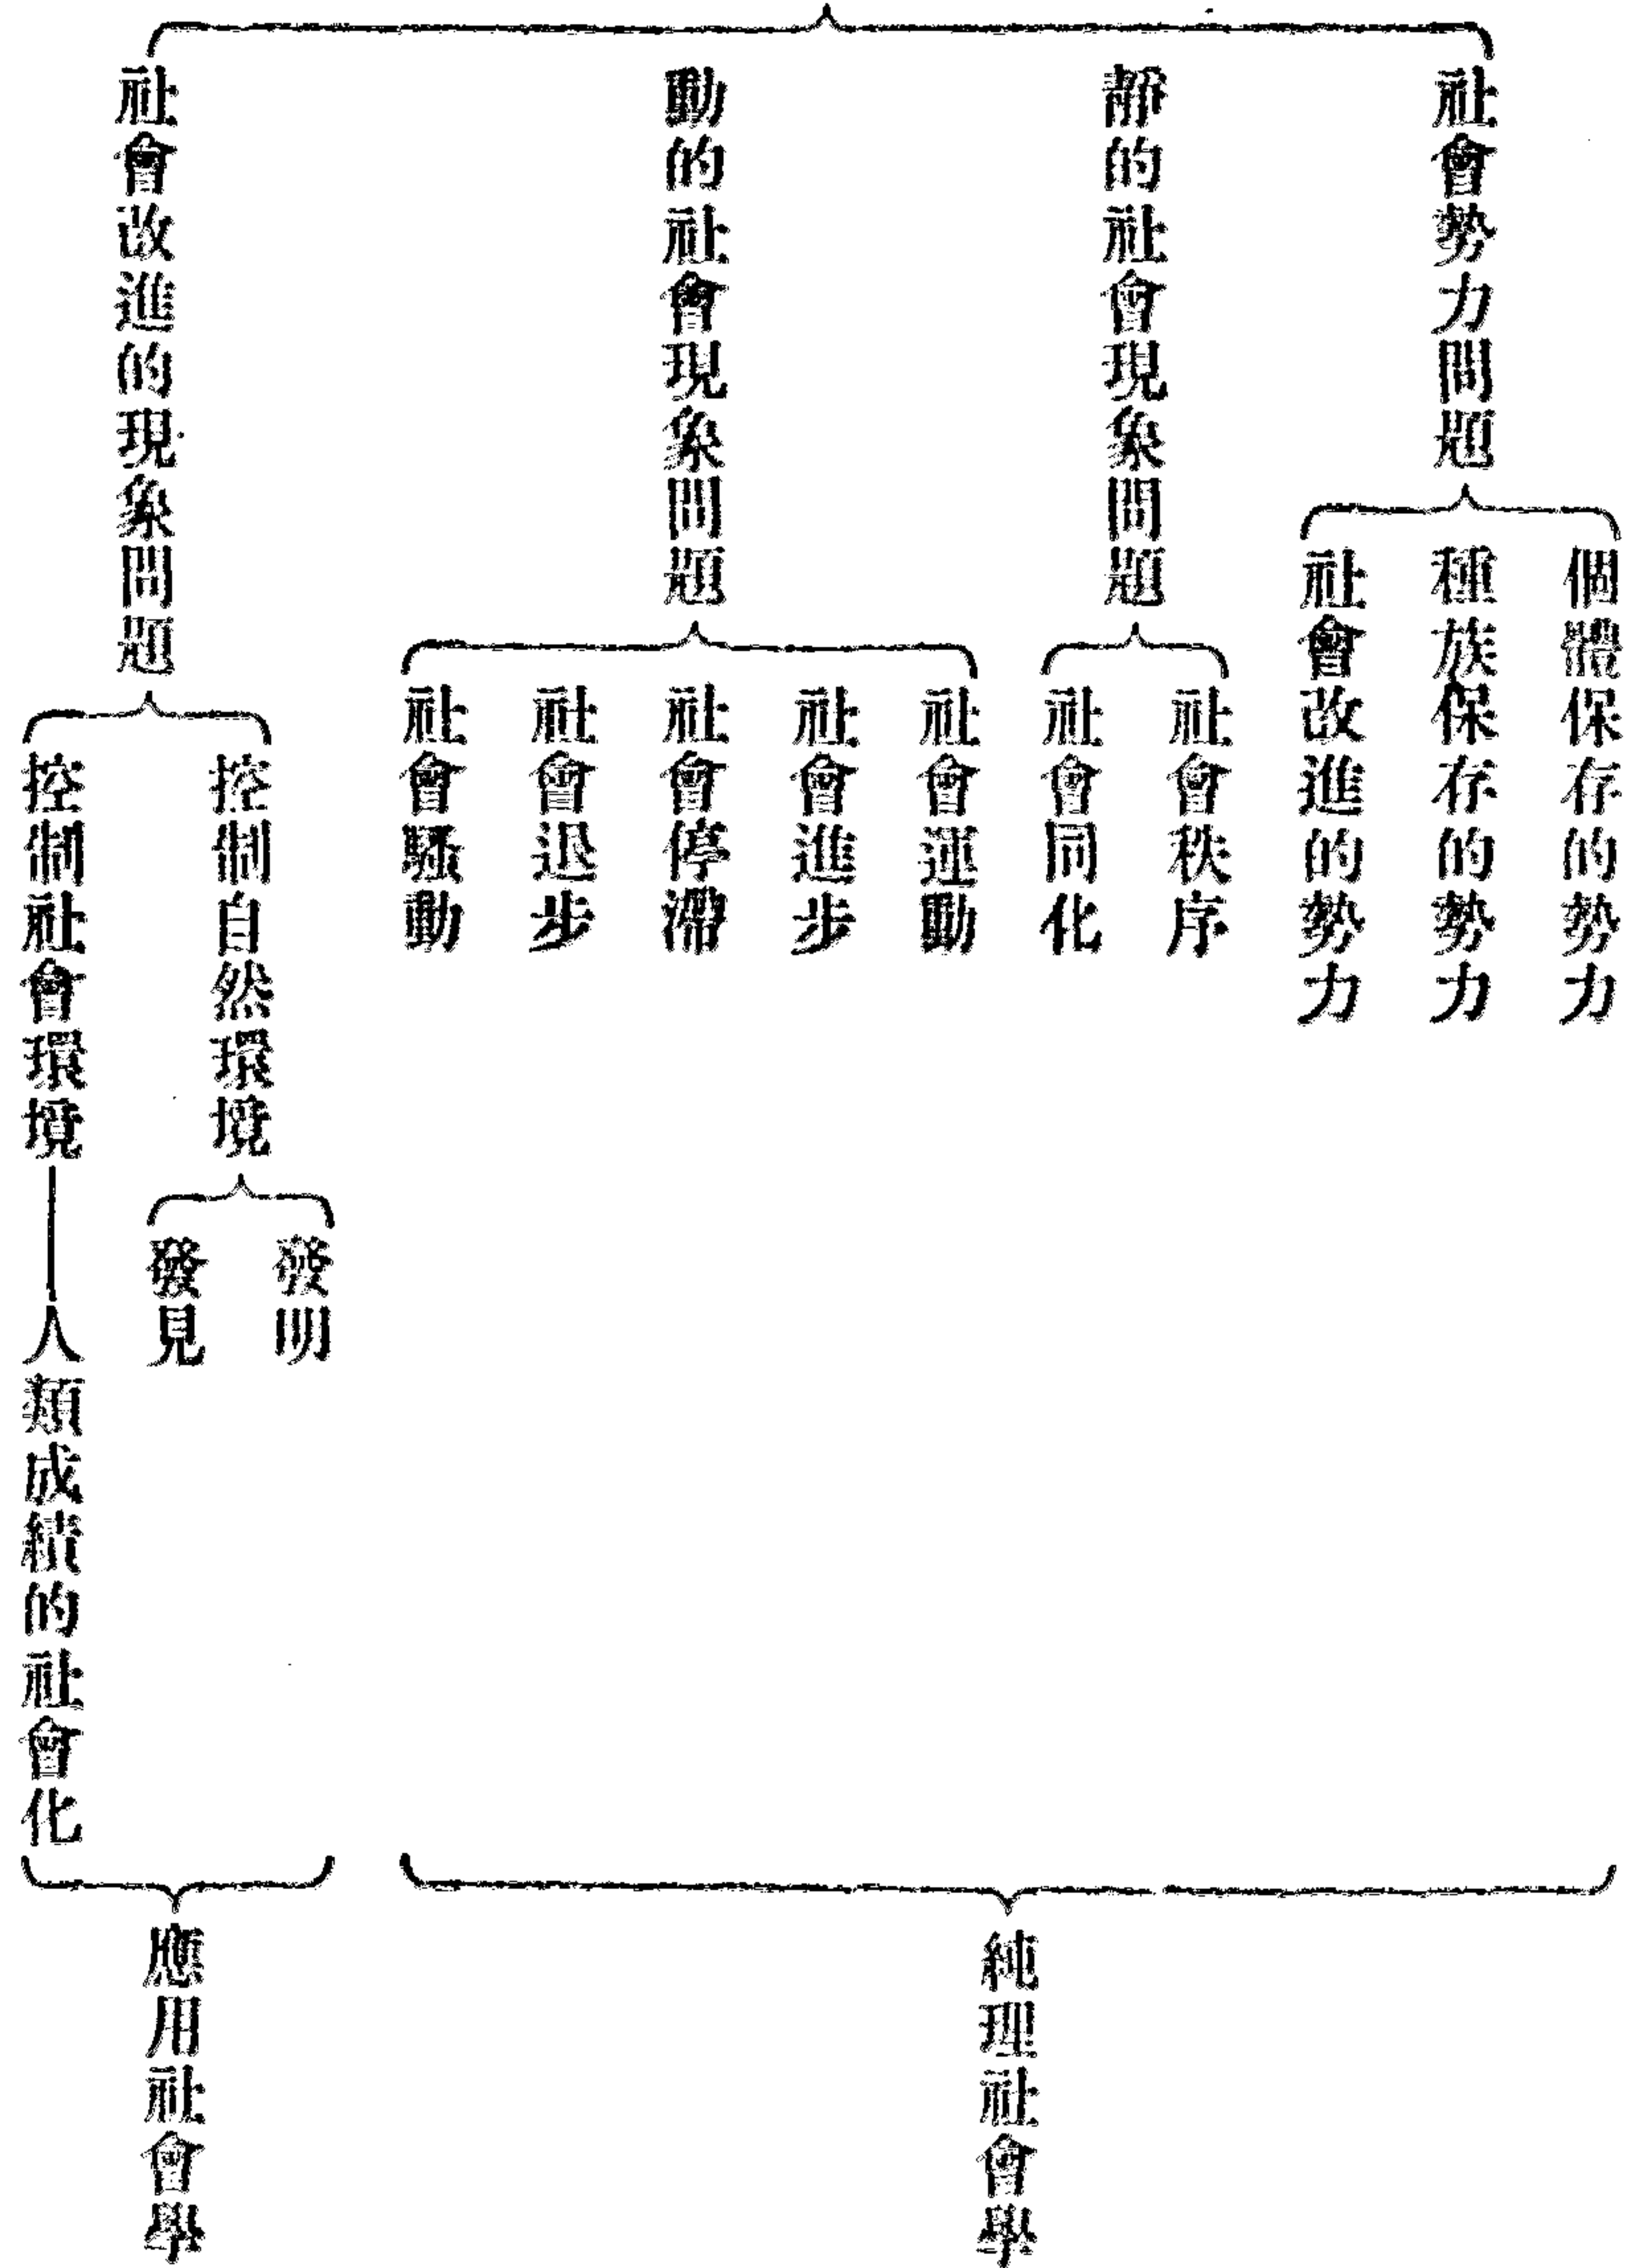 社會勢力問題
個體保存的勢力
種族保存的勢力
社會改進的勢力
靜的社會現象問題
社會秩序
社會同化
動的社會現象問題
社會運動
社會進步
社會停滯
社會退步
社會騷動
純理社會學
社會改進的現象問題
控制自然環境
發明
發見
控制社會環境——人類成績的社會化
應用社會學